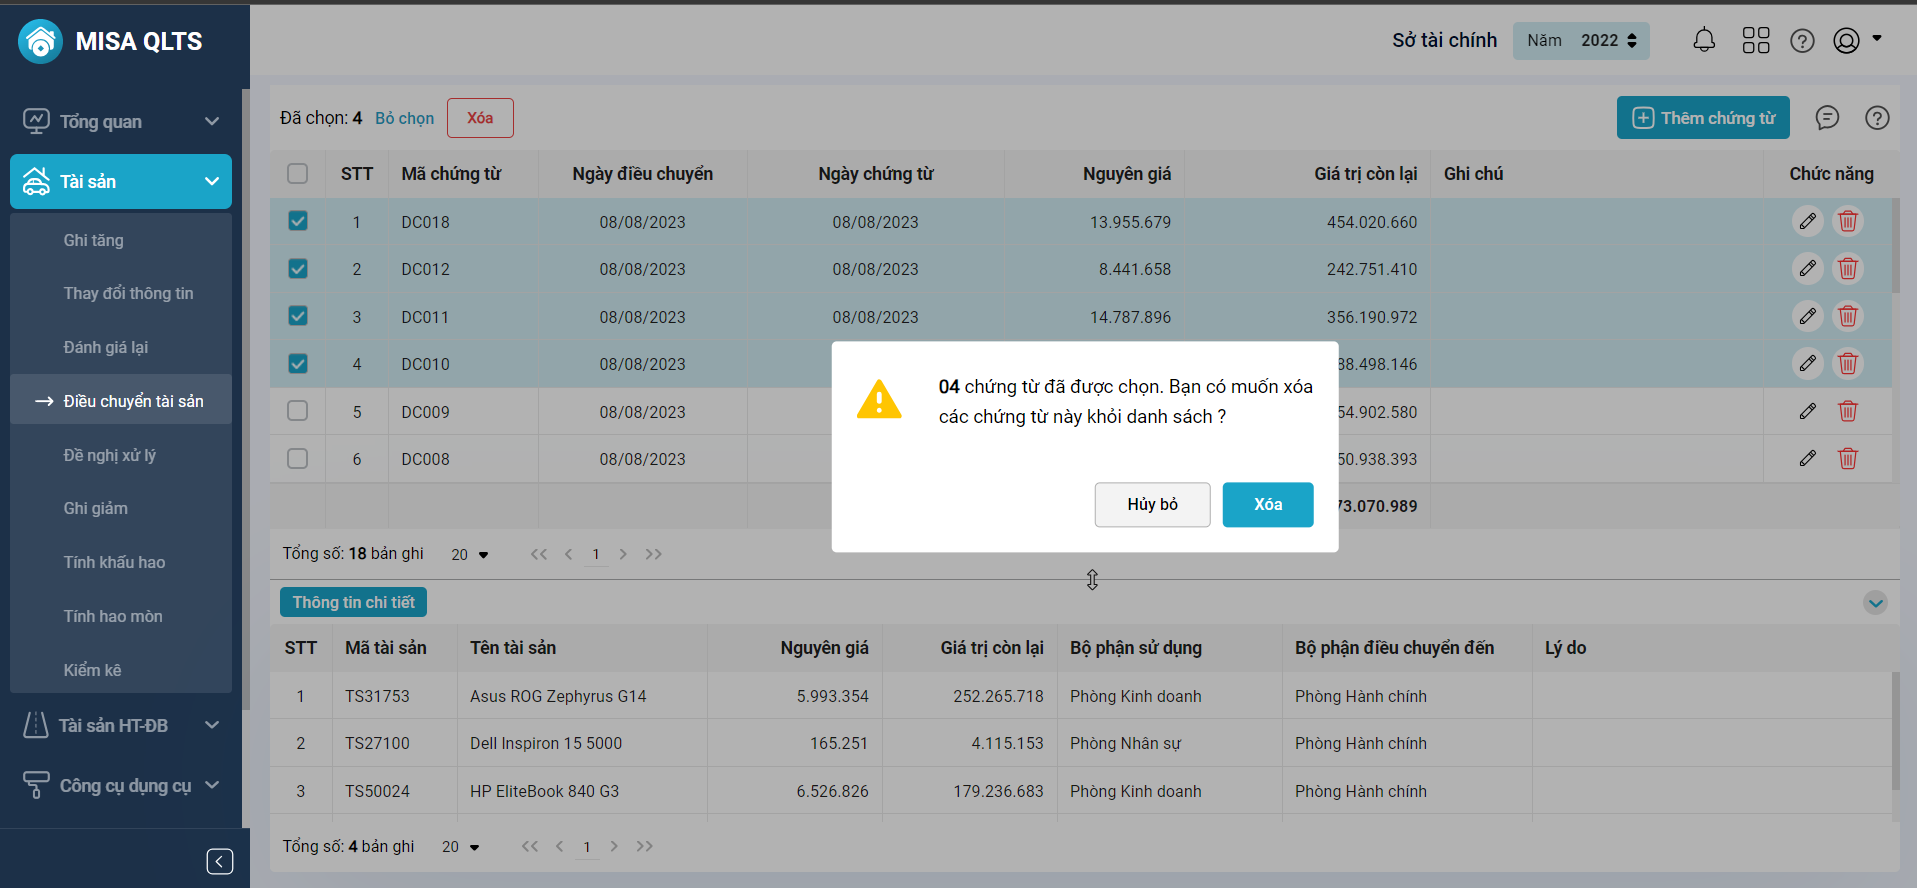 MISA QLTS
Sở tài chính
Năm 2022
Tổng quan
Tài sản
Ghi tăng
Thay đổi thông tin
Đánh giá lại
Điều chuyển tài sản
Đề nghị xử lý
Ghi giảm
Tính khấu hao
Tính hao mòn
Kiểm kê
Tài sản HT-ĐB
Công cụ dụng cụ
Đã chọn: 4 Bỏ chọn Xóa
Thêm chứng từ
STT Mã chứng từ Ngày điều chuyển Ngày chứng từ Nguyên giá Giá trị còn lại Ghi chú Chức năng
1 DC018 08/08/2023 08/08/2023 13.955.679 454.020.660
2 DC012 08/08/2023 08/08/2023 8.441.658 242.751.410
3 DC011 08/08/2023 08/08/2023 14.787.896 356.190.972
4 DC010 08/08/2023 38.498.146
5 DC009 08/08/2023 54.902.580
6 DC008 08/08/2023 50.938.393
73.070.989
04 chứng từ đã được chọn. Bạn có muốn xóa
các chứng từ này khỏi danh sách ?
Hủy bỏ Xóa
Tổng số: 18 bản ghi 20 1
Thông tin chi tiết
STT Mã tài sản Tên tài sản Nguyên giá Giá trị còn lại Bộ phận sử dụng Bộ phận điều chuyển đến Lý do
1 TS31753 Asus ROG Zephyrus G14 5.993.354 252.265.718 Phòng Kinh doanh Phòng Hành chính
2 TS27100 Dell Inspiron 15 5000 165.251 4.115.153 Phòng Nhân sự Phòng Hành chính
3 TS50024 HP EliteBook 840 G3 6.526.826 179.236.683 Phòng Kinh doanh Phòng Hành chính
Tổng số: 4 bản ghi 20 1